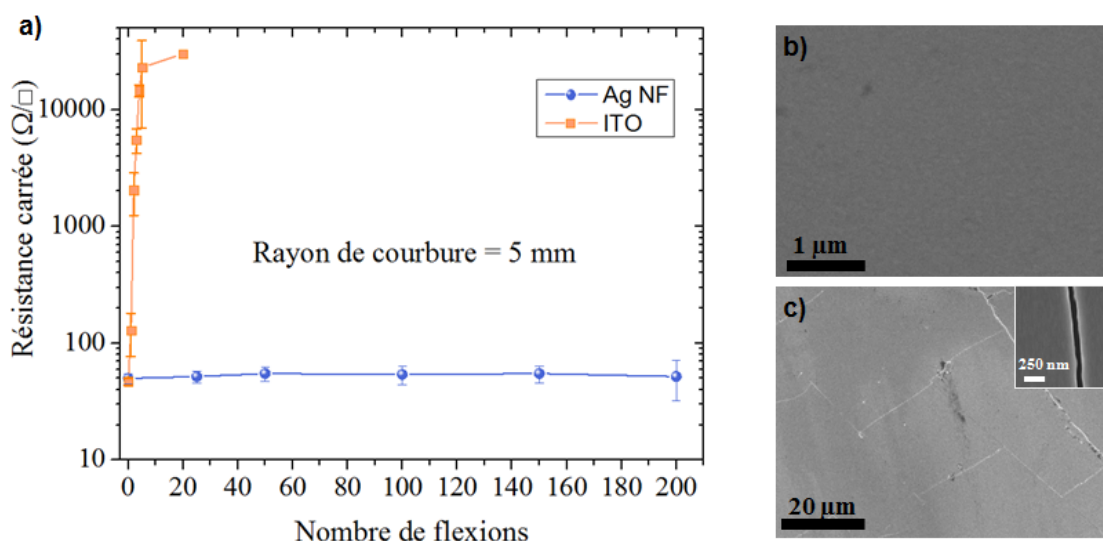 a)
Résistance carrée (Ω/□)
10000
1000
100
10
Ag NF
ITO
Rayon de courbure = 5 mm
0 20 40 60 80 100 120 140 160 180 200
Nombre de flexions
b)
1 µm
c)
250 nm
20 µm